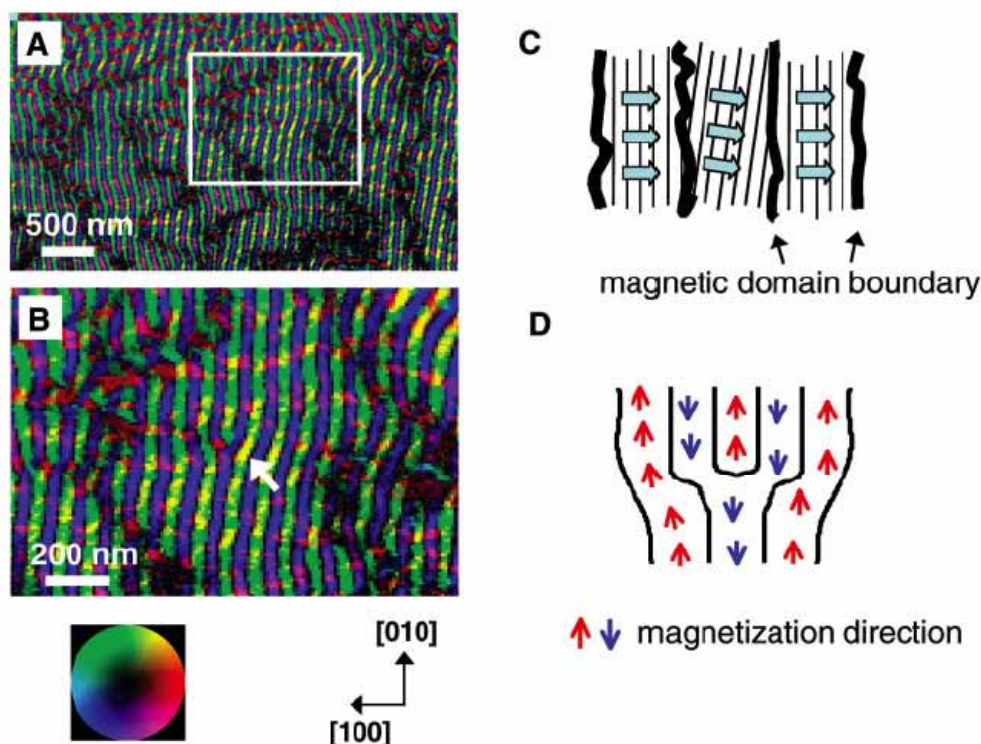 A
500 nm
B
200 nm
[010]
[100]
C
magnetic domain boundary
D
magnetization direction